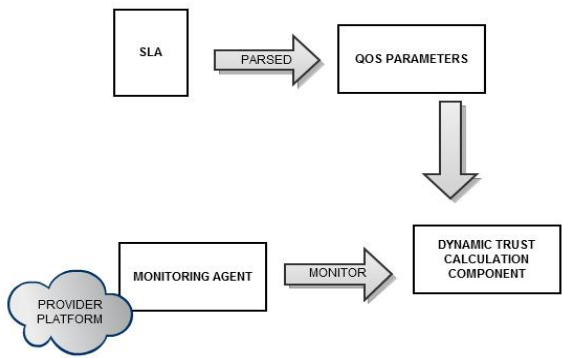 SLA
PARSED
QOS PARAMETERS
MONITORING AGENT
MONITOR
DYNAMIC TRUST
CALCULATION
COMPONENT
PROVIDER
PLATFORM